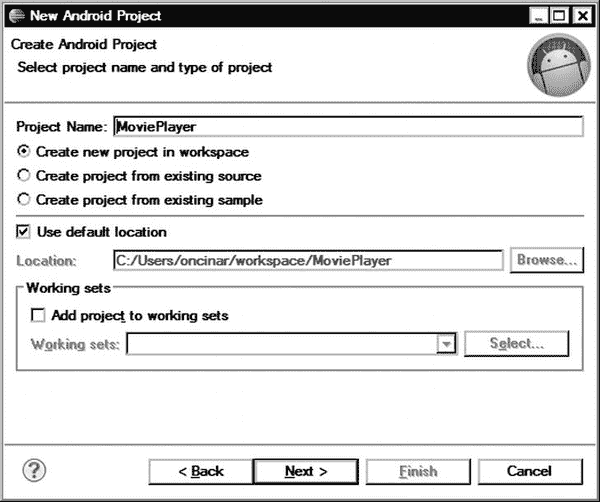 New Android Project
Create Android Project
Select project name and type of project
Project Name: MoviePlayer
Create new project in workspace
Create project from existing source
Create project from existing sample
Use default location
Location: C:/Users/oncinar/workspace/MoviePlayer Browse...
Working sets
Add project to working sets
Working sets: Select...
? < Back Next > Finish Cancel